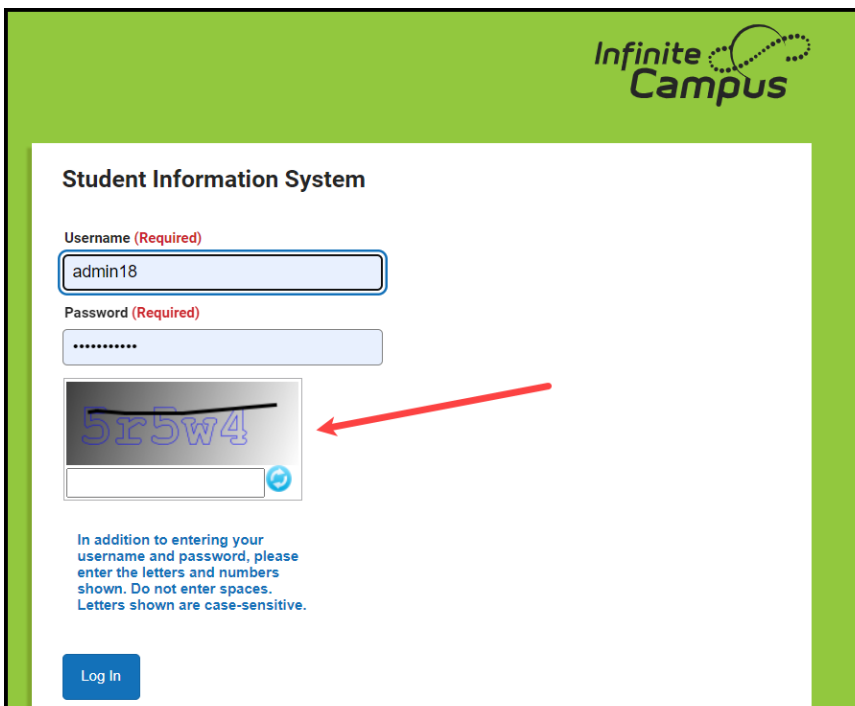 Infinite
Campus
Student Information System
Username (Required)
admin18
Password (Required)
•••••••••••
5r5w4
In addition to entering your
username and password, please
enter the letters and numbers
shown. Do not enter spaces.
Letters shown are case-sensitive.
Log In